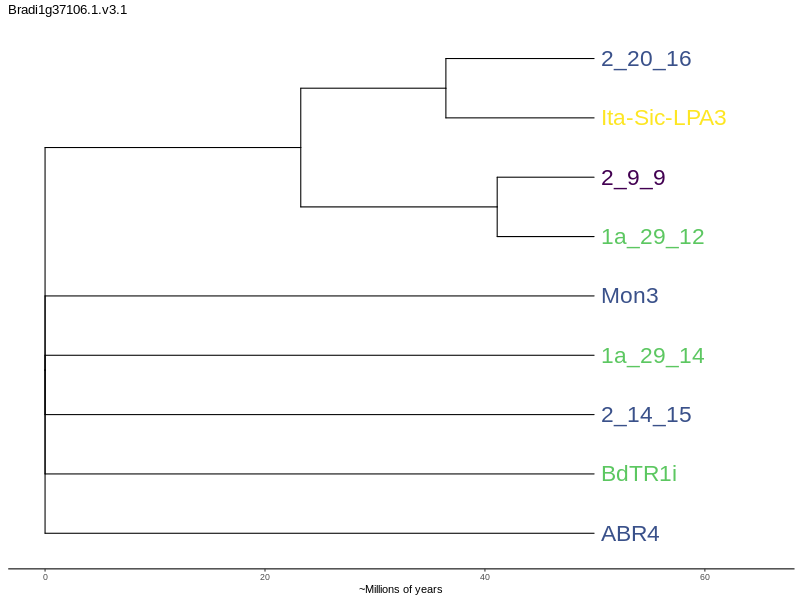 Bradi1g37106.1.v3.1
2_20_16
Ita-Sic-LPA3
2_9_9
1a_29_12
Mon3
1a_29_14
2_14_15
BdTR1i
ABR4
0 20 40 60
~Millions of years